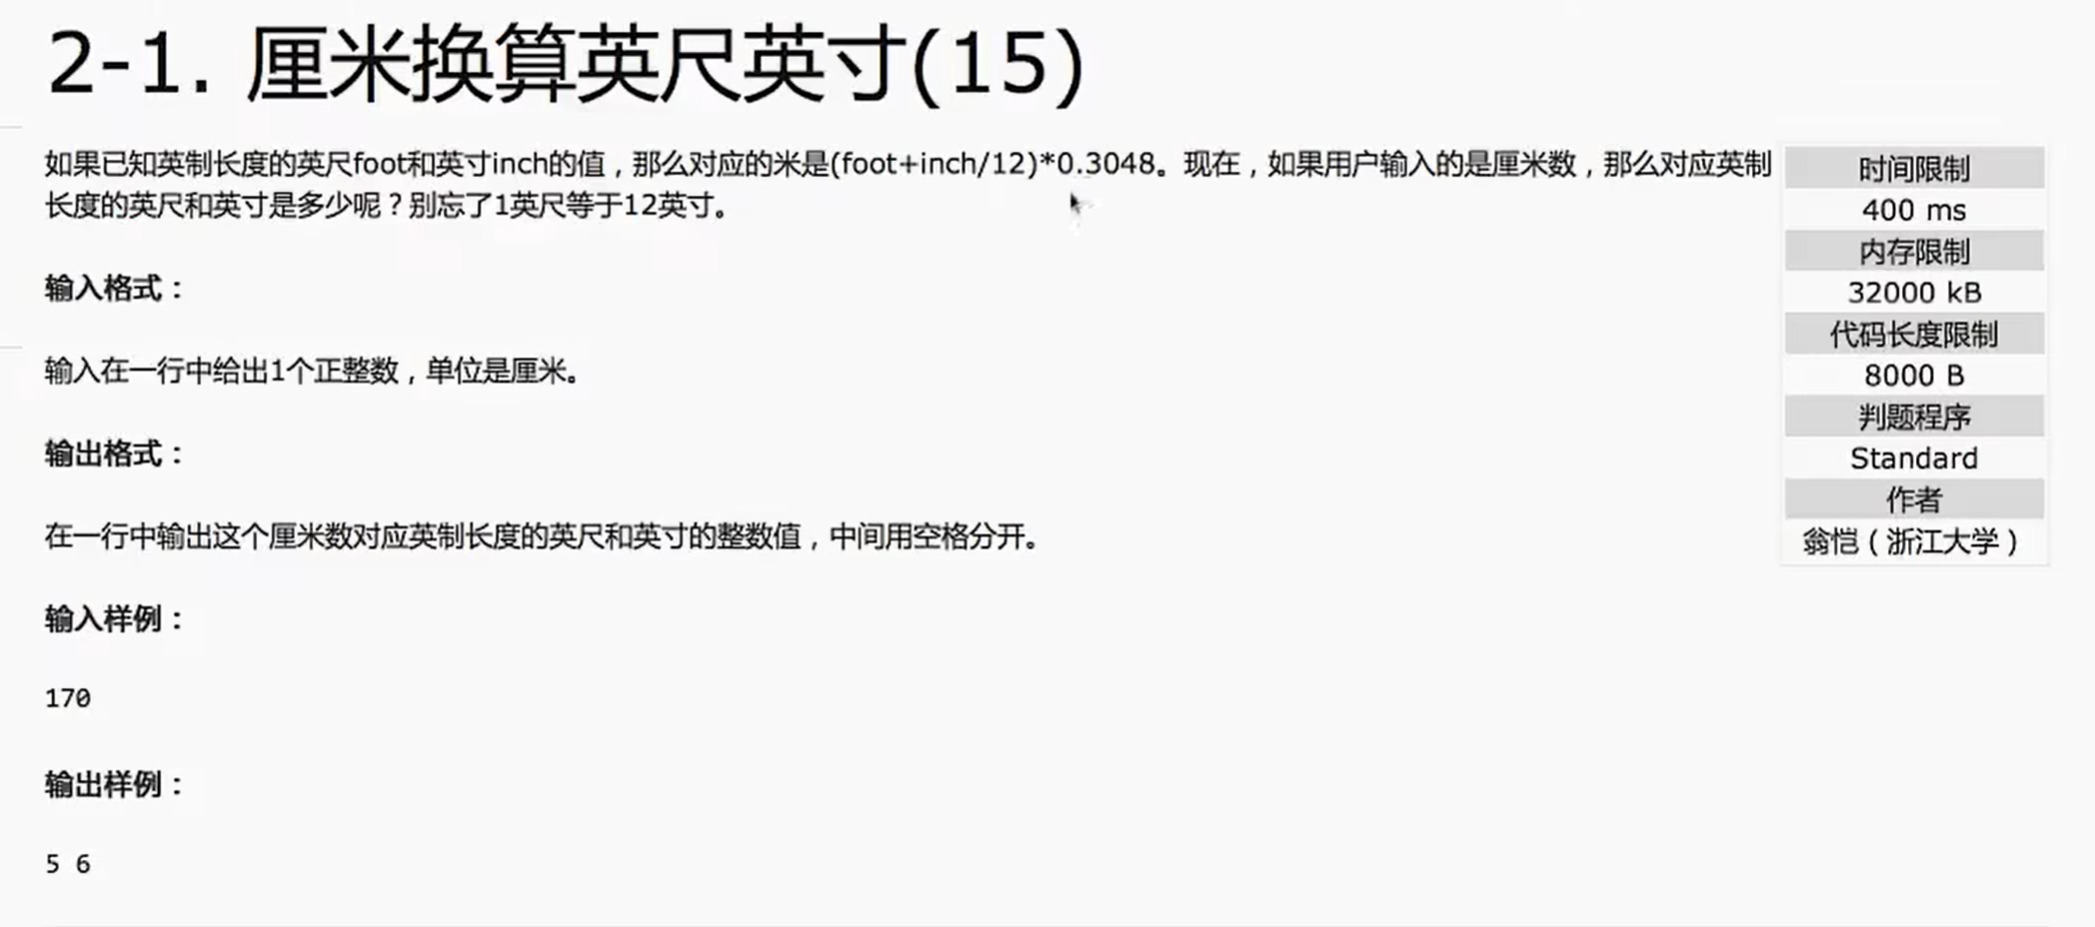 2-1. 厘米换算英尺英寸(15)
如果已知英制长度的英尺foot和英寸inch的值，那么对应的米是(foot+inch/12)*0.3048。现在，如果用户输入的是厘米数，那么对应英制
长度的英尺和英寸是多少呢？别忘了1英尺等于12英寸。
输入格式：
输入在一行中给出1个正整数，单位是厘米。
输出格式：
在一行中输出这个厘米数对应英制长度的英尺和英寸的整数值，中间用空格分开。
输入样例：
170
输出样例：
5 6
时间限制
400 ms
内存限制
32000 kB
代码长度限制
8000 B
判题程序
Standard
作者
翁恺（浙江大学）